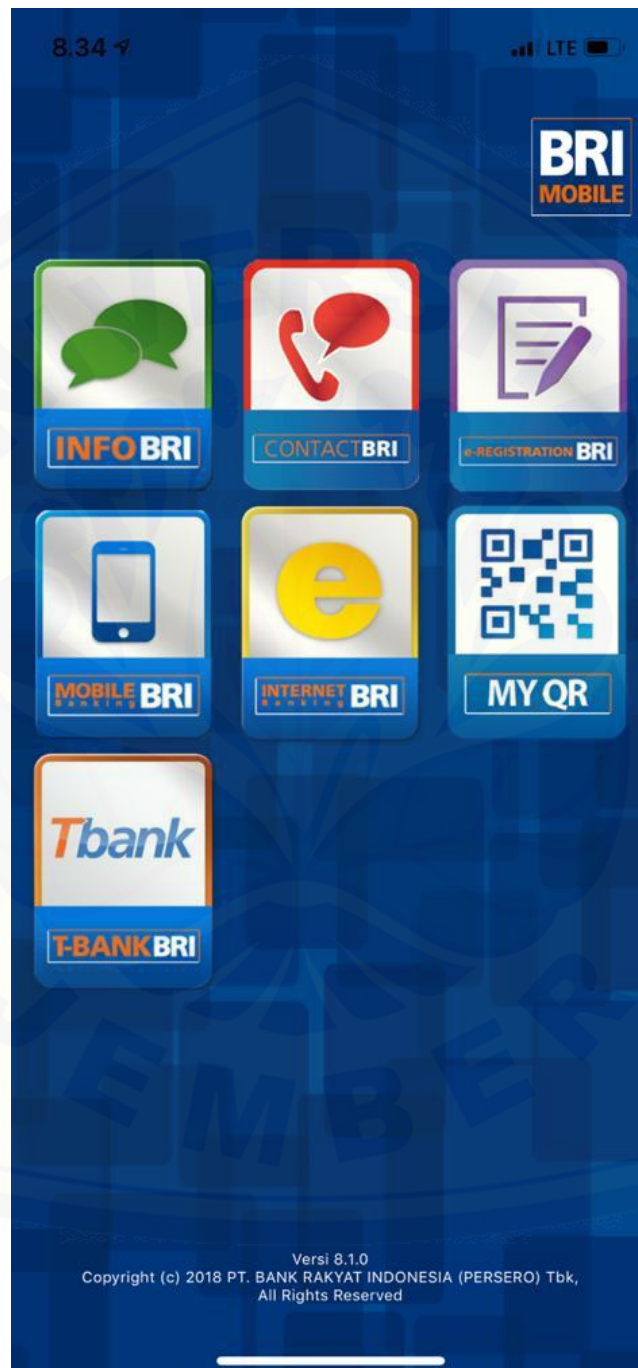 8.34 LTE
BRI
MOBILE
INFO BRI
CONTACT BRI
e-REGISTRATION BRI
MOBILE BRI
Banking
INTERNET BRI
Banking
MY QR
Tbank
T-BANK BRI
JEMBER
Versi 8.1.0
Copyright (c) 2018 PT. BANK RAKYAT INDONESIA (PERSERO) Tbk,
All Rights Reserved